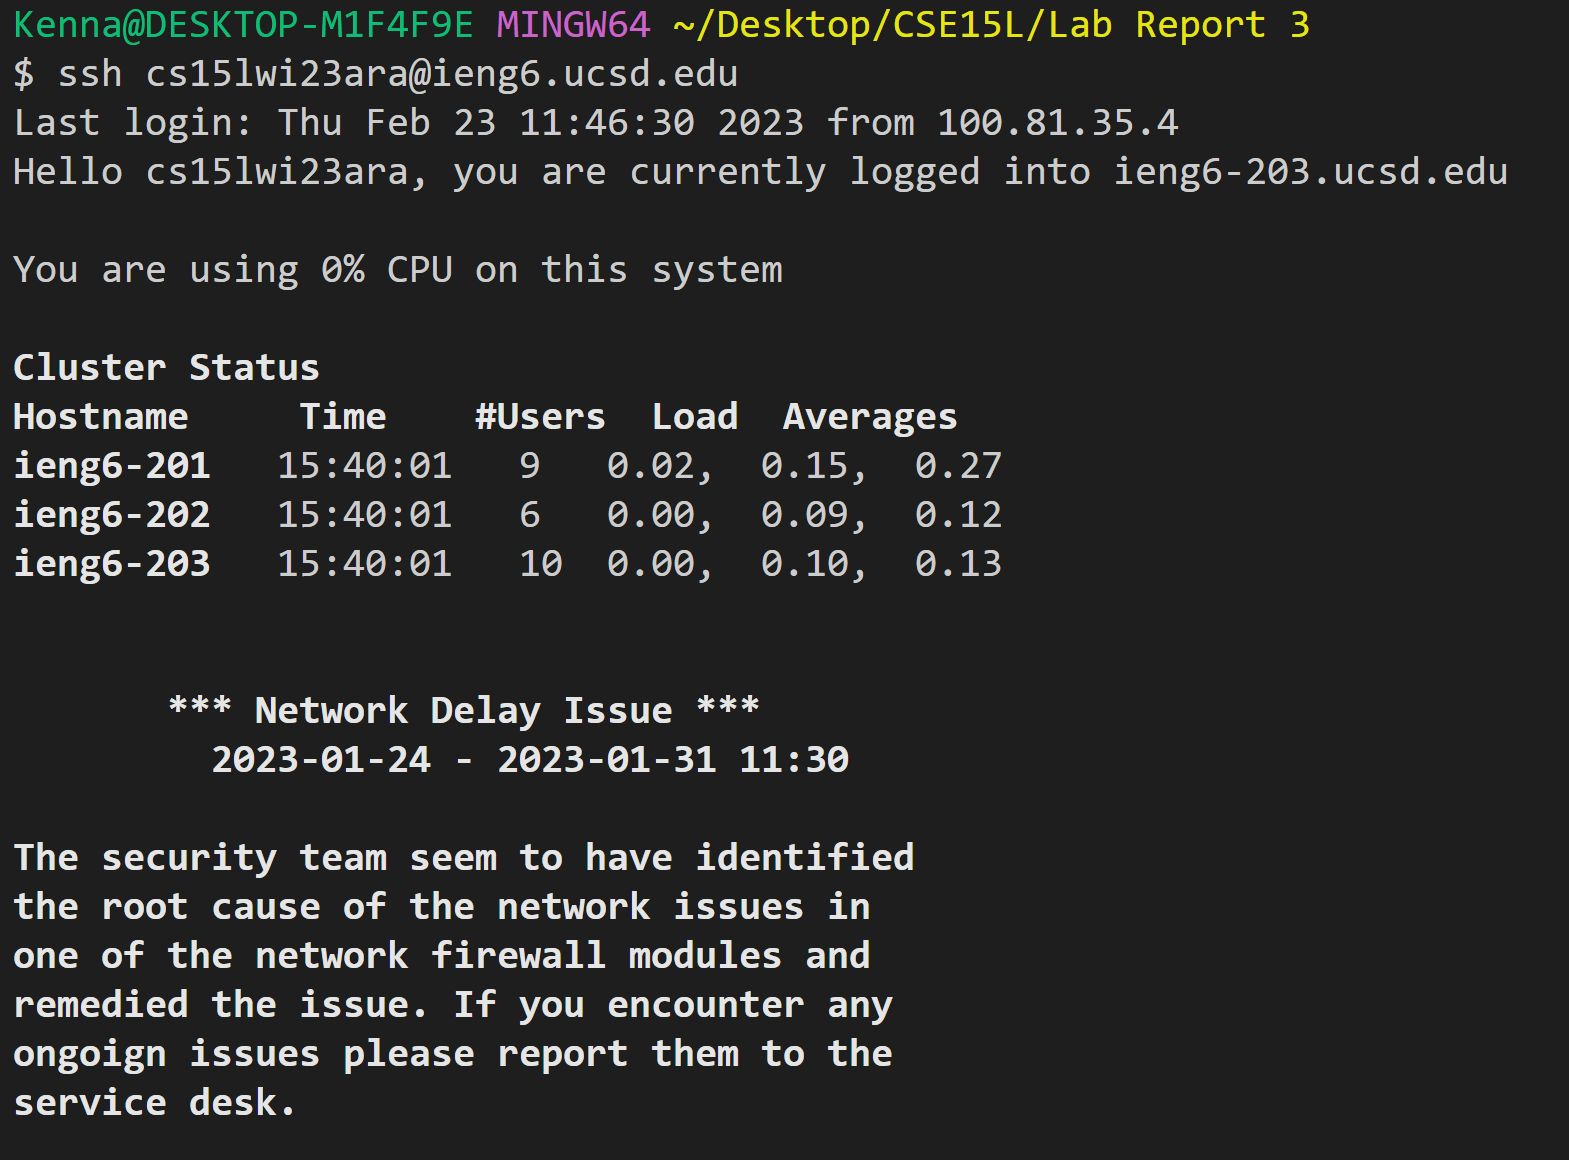 Kenna@DESKTOP-M1F4F9E MINGW64 ~/Desktop/CSE15L/Lab Report 3
$ ssh cs15lwi23ara@ieng6.ucsd.edu
Last login: Thu Feb 23 11:46:30 2023 from 100.81.35.4
Hello cs15lwi23ara, you are currently logged into ieng6-203.ucsd.edu
You are using 0% CPU on this system
Cluster Status
Hostname     Time    #Users  Load  Averages
ieng6-201   15:40:01   9   0.02,  0.15,  0.27
ieng6-202   15:40:01   6   0.00,  0.09,  0.12
ieng6-203   15:40:01   10  0.00,  0.10,  0.13
*** Network Delay Issue ***
2023-01-24 - 2023-01-31 11:30
The security team seem to have identified
the root cause of the network issues in
one of the network firewall modules and
remedied the issue. If you encounter any
ongoign issues please report them to the
service desk.